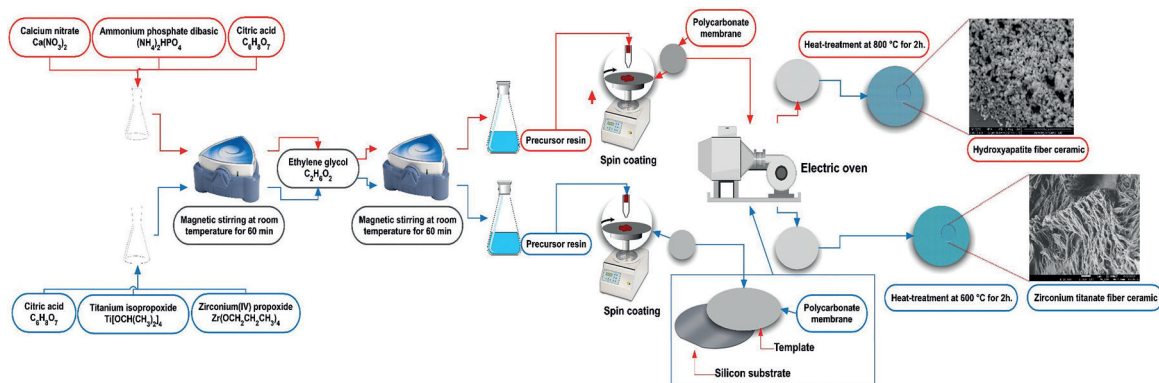 Calcium nitrate
Ca(NO₃)₂
Ammonium phosphate dibasic
(NH₄)₂HPO₄
Citric acid
C₆H₈O₇
Polycarbonate
membrane
Heat-treatment at 800 °C for 2h.
Precursor resin
Spin coating
Hydroxyapatite fiber ceramic
Ethylene glycol
C₂H₆O₂
Electric oven
Magnetic stirring at room
temperature for 60 min
Magnetic stirring at room
temperature for 60 min
Precursor resin
Spin coating
Citric acid
C₆H₈O₇
Titanium isopropoxide
Ti[OCH(CH₃)₂]₄
Zirconium(IV) propoxide
Zr(OCH₂CH₂CH₃)₄
Heat-treatment at 600 °C for 2h.
Zirconium titanate fiber ceramic
Polycarbonate
membrane
Template
Silicon substrate